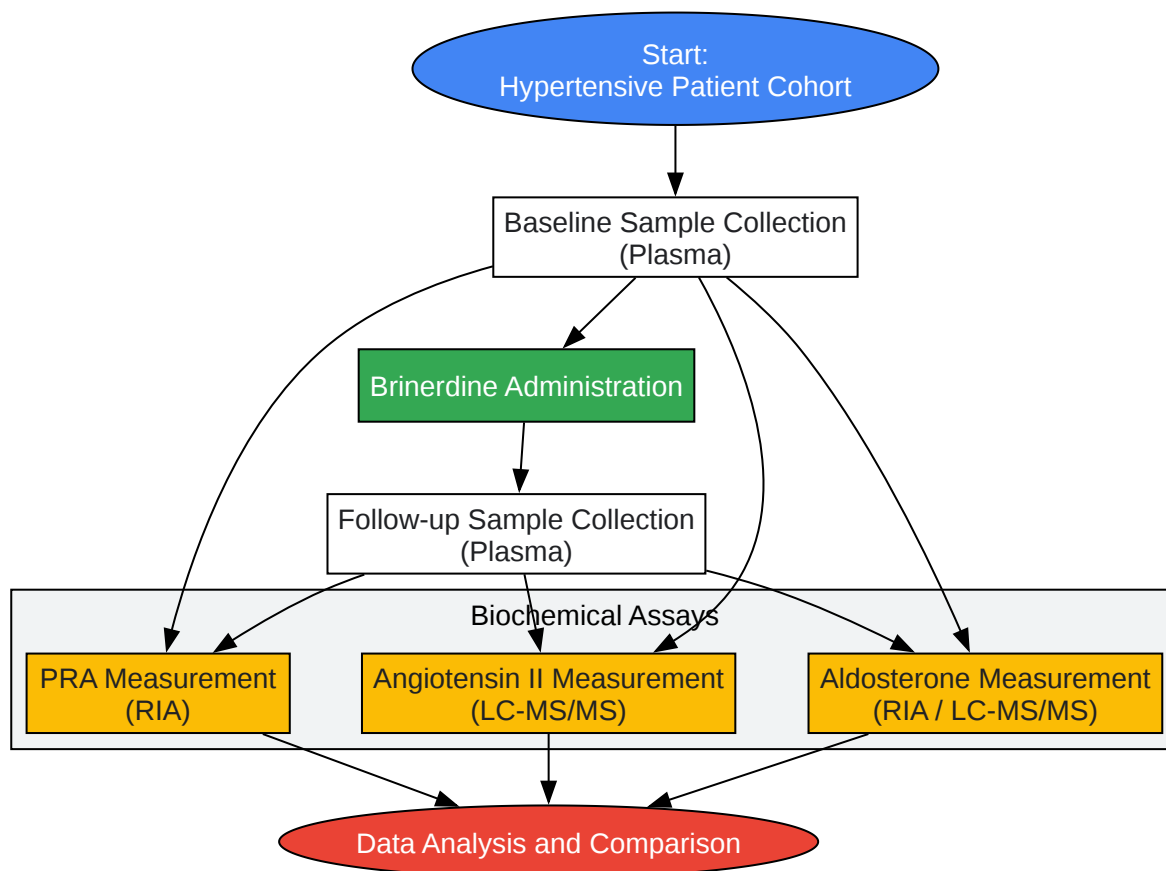 Start:
Hypertensive Patient Cohort
Baseline Sample Collection
(Plasma)
Brinerdine Administration
Follow-up Sample Collection
(Plasma)
Biochemical Assays
PRA Measurement
(RIA)
Angiotensin II Measurement
(LC-MS/MS)
Aldosterone Measurement
(RIA / LC-MS/MS)
Data Analysis and Comparison